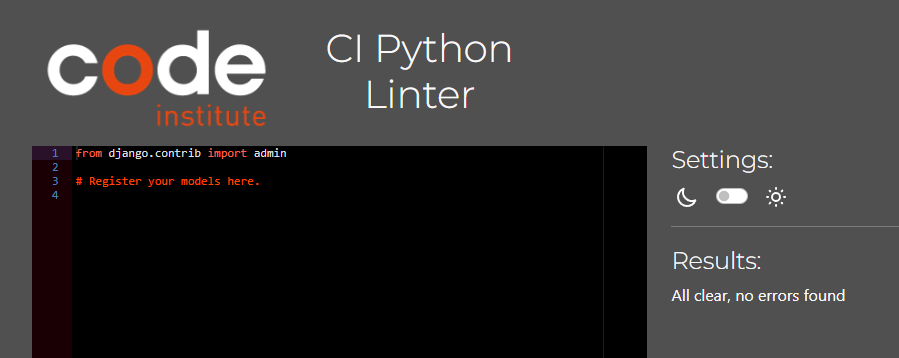 code
institute
CI Python
Linter
1 from django.contrib import admin
2
3 # Register your models here.
4
Settings:
Results:
All clear, no errors found